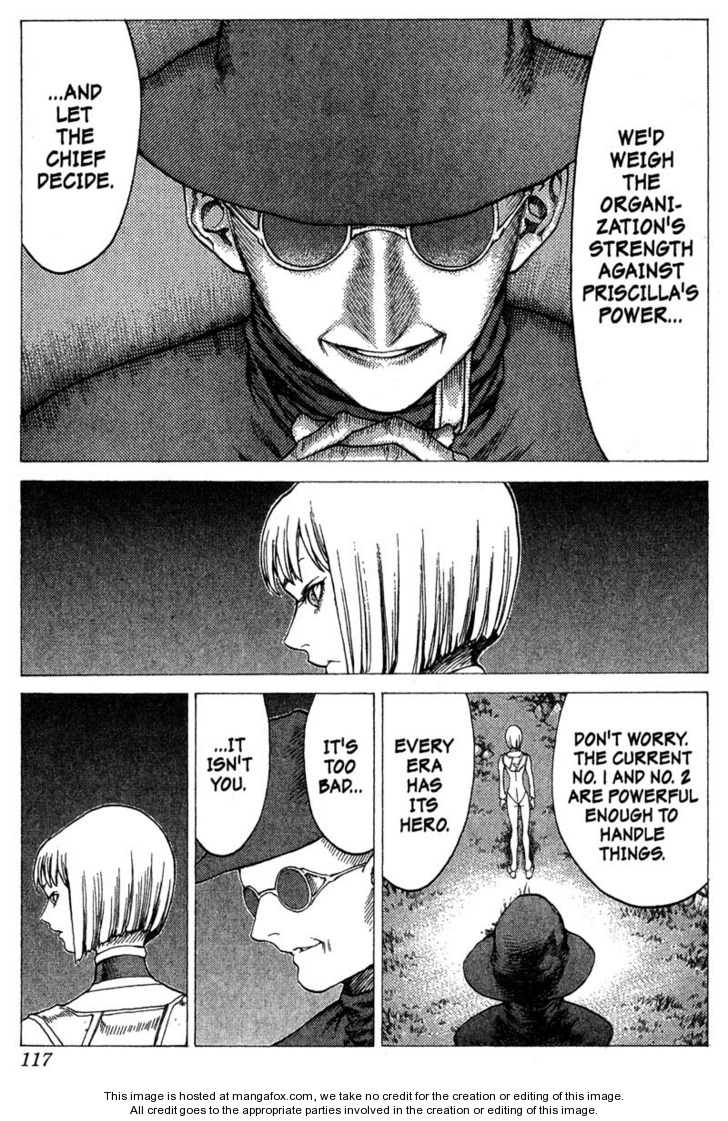 WE'D
WEIGH
THE
ORGANI-
ZATION'S
STRENGTH
AGAINST
PRISCILLA'S
POWER...
...AND
LET
THE
CHIEF
DECIDE.
DON'T WORRY.
THE CURRENT
NO. 1 AND NO. 2
ARE POWERFUL
ENOUGH TO
HANDLE
THINGS.
EVERY
ERA
HAS
ITS
HERO.
IT'S
TOO
BAD...
...IT
ISN'T
YOU.
117
This image is hosted at mangafox.com, we take no credit for the creation or editing of this image.
All credit goes to the appropriate parties involved in the creation or editing of this image.